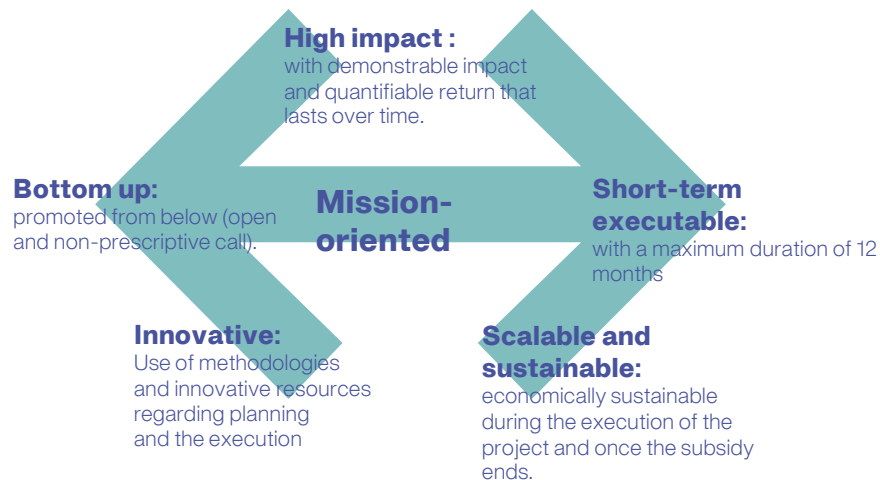 High impact :
with demonstrable impact
and quantifiable return that
lasts over time.
Bottom up:
promoted from below (open
and non-prescriptive call).
Mission-
oriented
Short-term
executable:
with a maximum duration of 12
months
Innovative:
Use of methodologies
and innovative resources
regarding planning
and the execution
Scalable and
sustainable:
economically sustainable
during the execution of the
project and once the subsidy
ends.